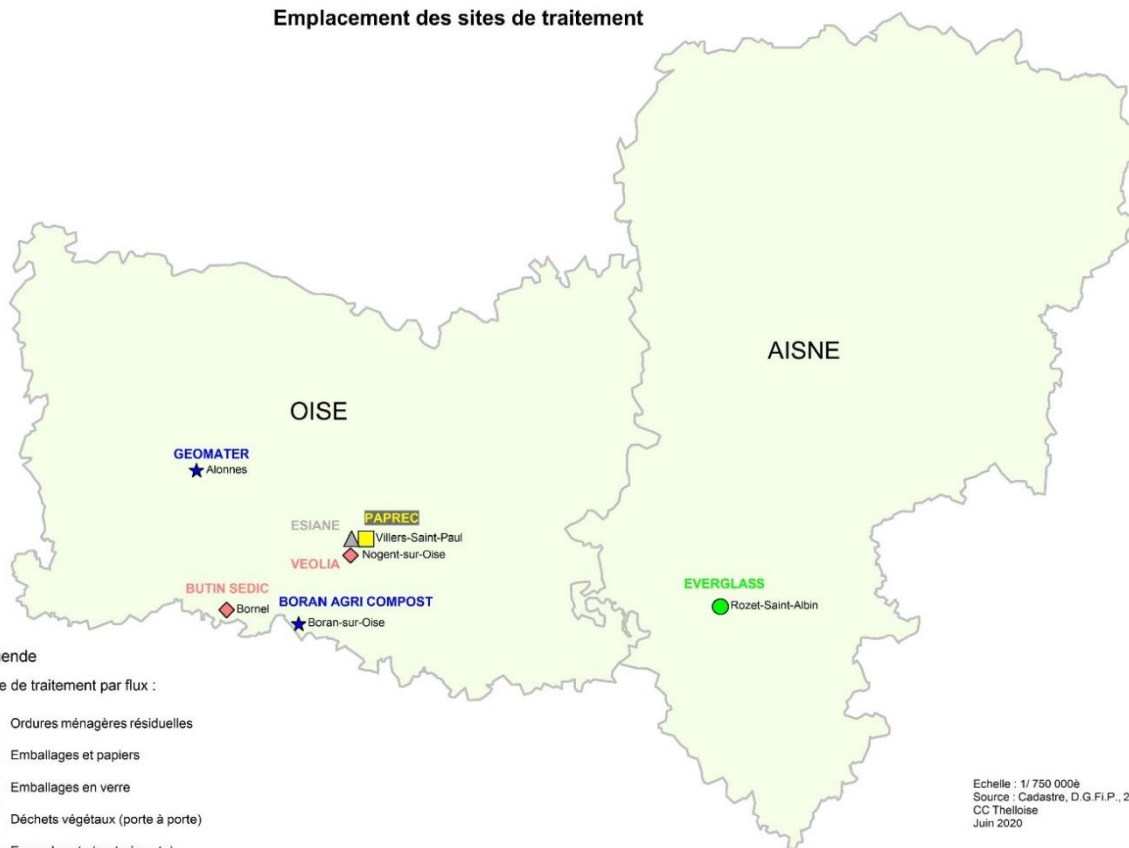 Emplacement des sites de traitement
AISNE
OISE
GEOMATER
Alonnes
PAPREC
ESIANE
Villers-Saint-Paul
Nogent-sur-Oise
VEOLIA
EVERGLASS
BUTIN SEDIC
BORAN AGRI COMPOST
Rozet-Saint-Albin
Bornel
Boran-sur-Oise
gende
e de traitement par flux :
Ordures ménagères résiduelles
Emballages et papiers
Emballages en verre
Déchets végétaux (porte à porte)
Echelle : 1/ 750 000è
Source : Cadastre, D.G.Fi.P., 2
CC Thelloise
Juin 2020